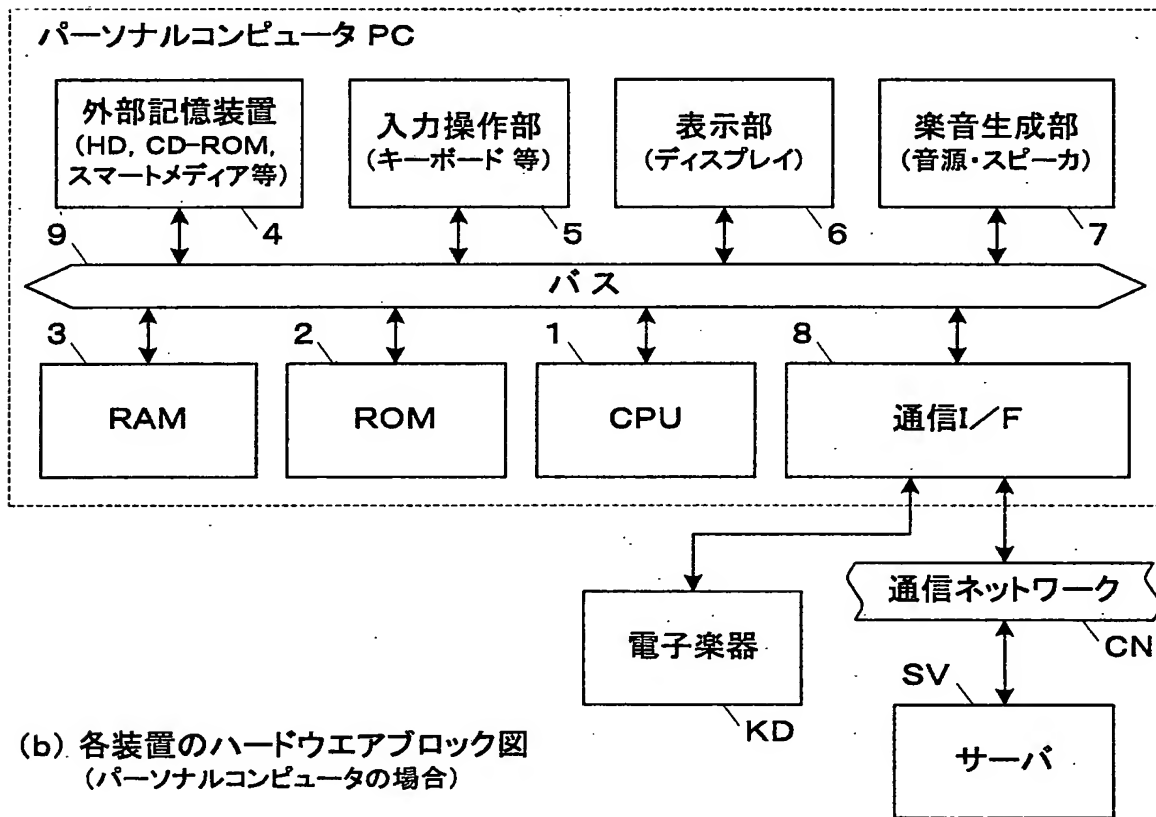 パーソナルコンピュータ PC
外部記憶装置
(HD, CD-ROM,
スマートメディア等)
4
入力操作部
(キーボード 等)
5
表示部
(ディスプレイ)
6
楽音生成部
(音源・スピーカ)
7
9
バス
3
RAM
2
ROM
1
CPU
8
通信I／F
電子楽器
KD
通信ネットワーク
CN
SV
サーバ
(b) 各装置のハードウエアブロック図
(パーソナルコンピュータの場合)